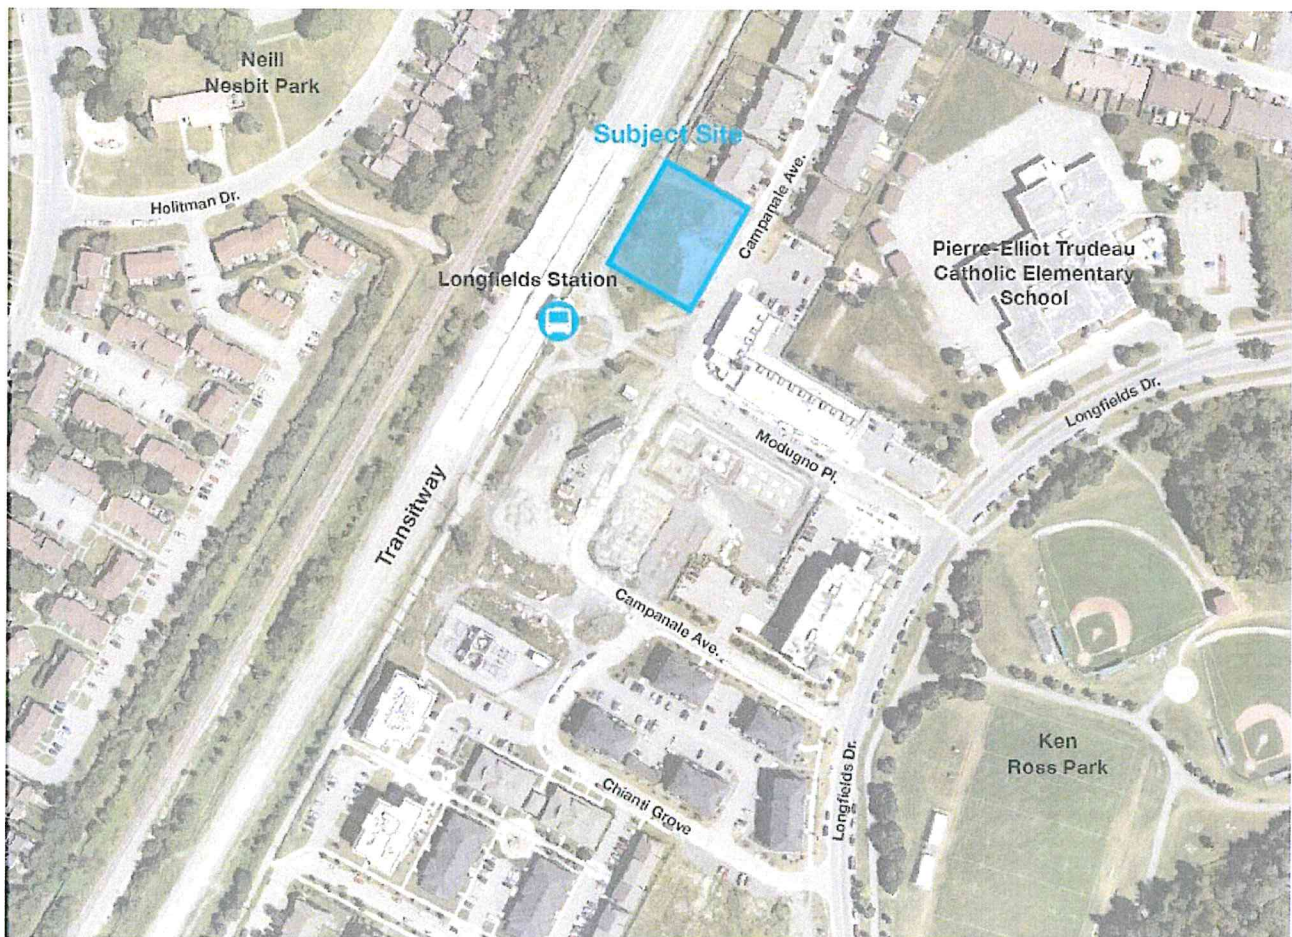 Neill
Nesbit Park
Subject Site
Holitman Dr.
Campanale Ave.
Pierre-Elliot Trudeau
Catholic Elementary
School
Longfields Station
Longfields Dr.
Modugno Pl.
Transitway
Campanale Ave.
Ken
Ross Park
Longfields Dr.
Chianti Grove